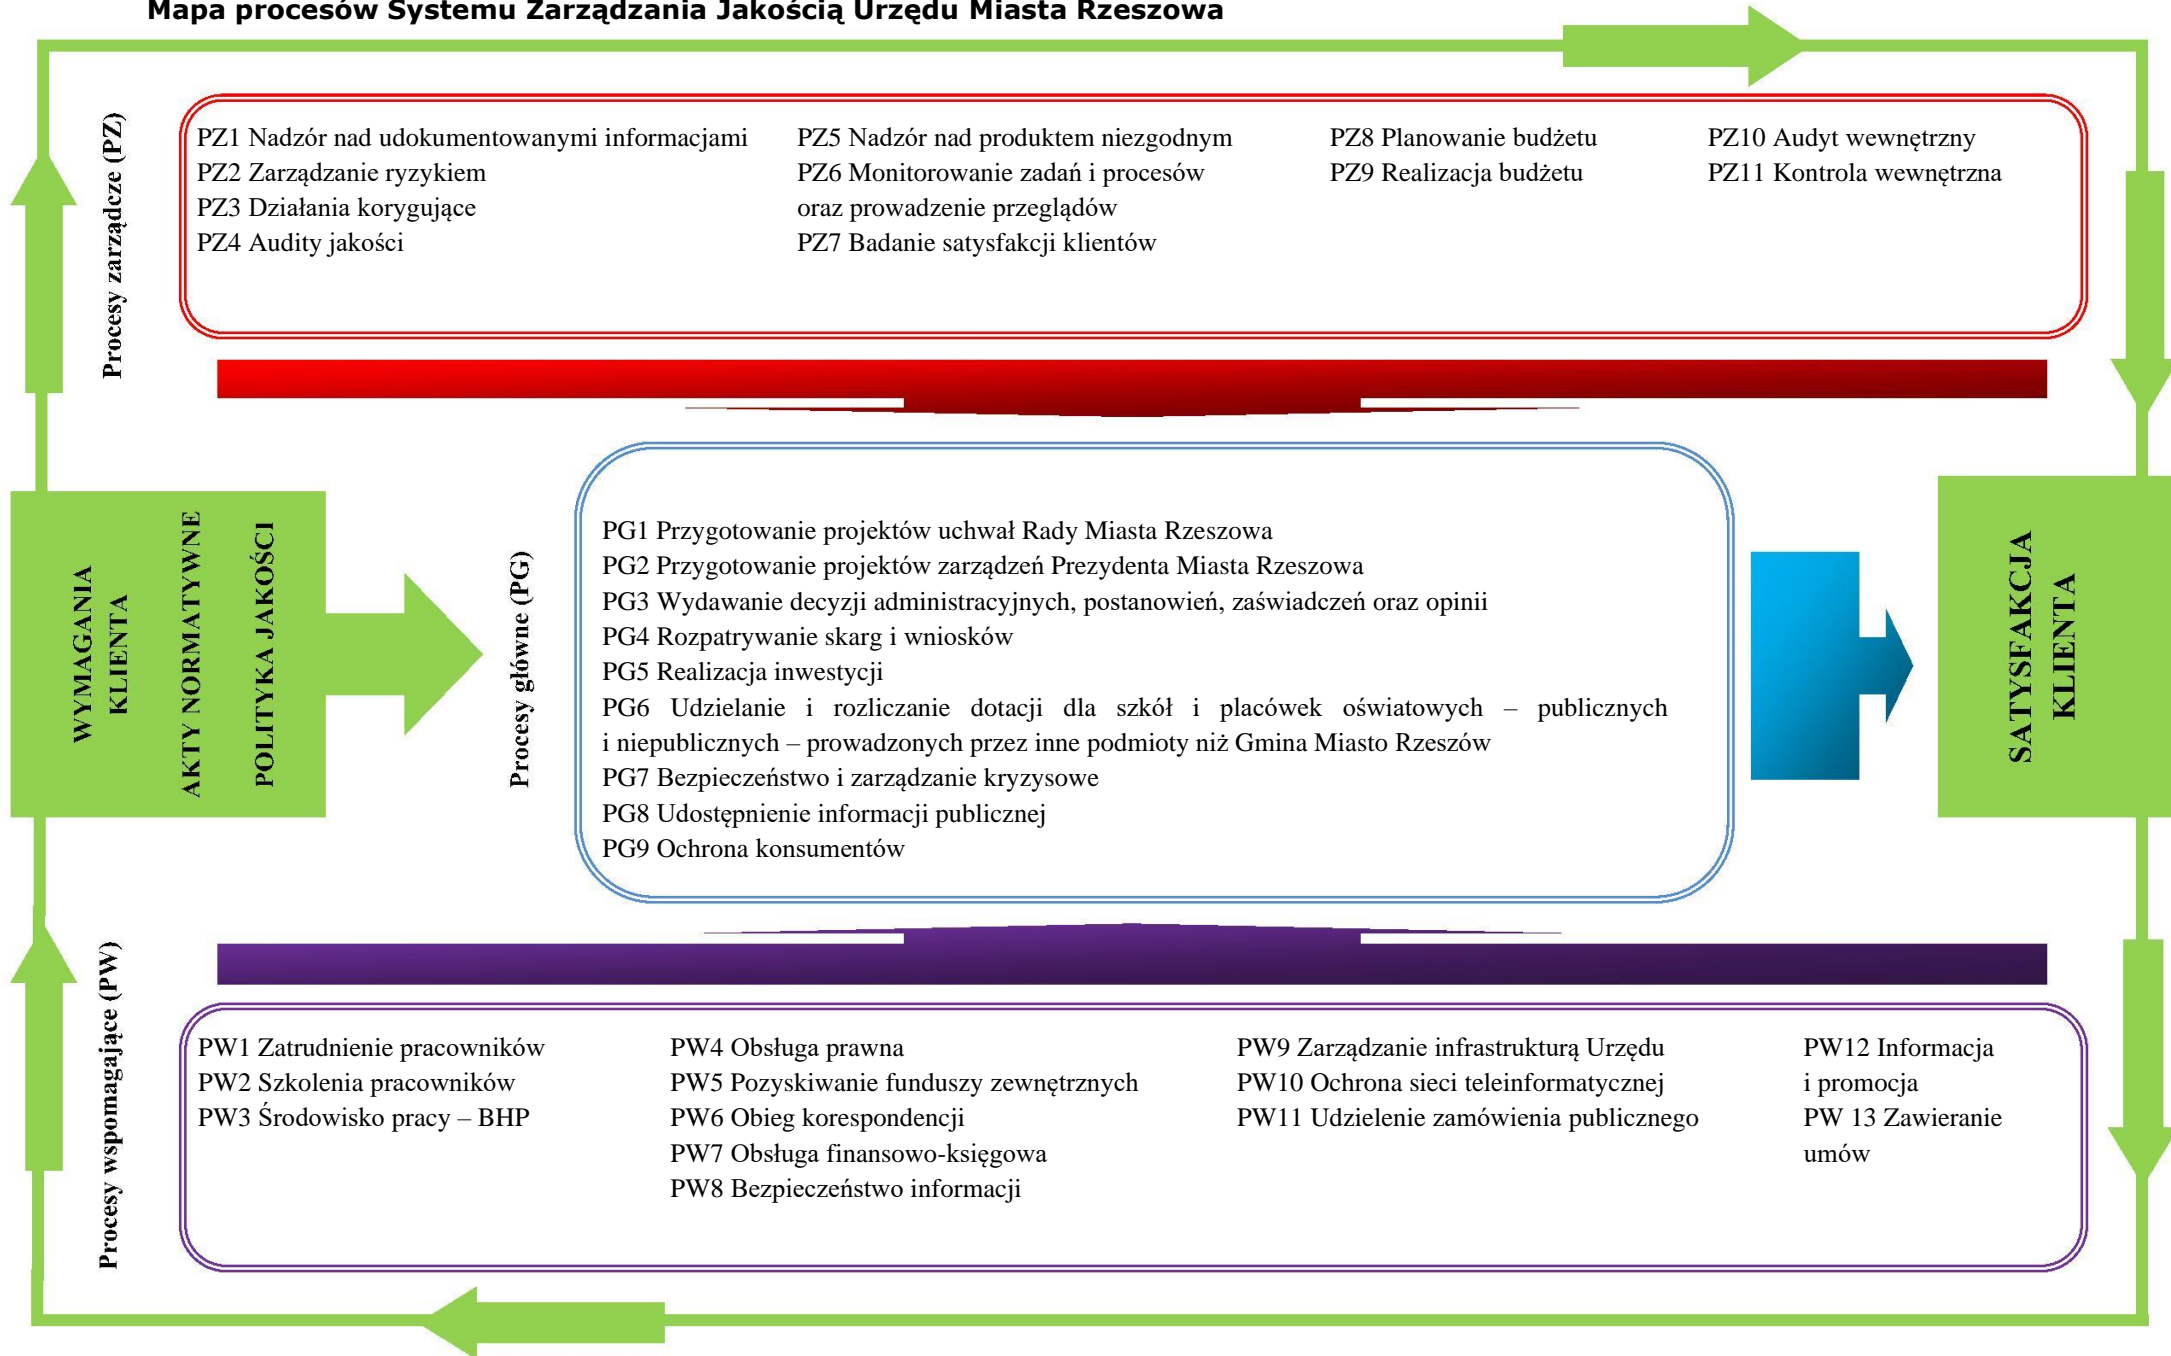 Mapa procesów Systemu Zarządzania Jakością Urzędu Miasta Rzeszowa
Procesy zarządcze (PZ)
PZ1 Nadzór nad udokumentowanymi informacjami
PZ2 Zarządzanie ryzykiem
PZ3 Działania korygujące
PZ4 Audity jakości
PZ5 Nadzór nad produktem niezgodnym
PZ6 Monitorowanie zadań i procesów
oraz prowadzenie przeglądów
PZ7 Badanie satysfakcji klientów
PZ8 Planowanie budżetu
PZ9 Realizacja budżetu
PZ10 Audyt wewnętrzny
PZ11 Kontrola wewnętrzna
WYMAGANIA
KLIENTA
AKTY NORMATYWNE
POLITYKA JAKOŚCI
Procesy główne (PG)
PG1 Przygotowanie projektów uchwał Rady Miasta Rzeszowa
PG2 Przygotowanie projektów zarządzeń Prezydenta Miasta Rzeszowa
PG3 Wydawanie decyzji administracyjnych, postanowień, zaświadczeń oraz opinii
PG4 Rozpatrywanie skarg i wniosków
PG5 Realizacja inwestycji
PG6 Udzielanie i rozliczanie dotacji dla szkół i placówek oświatowych – publicznych
i niepublicznych – prowadzonych przez inne podmioty niż Gmina Miasto Rzeszów
PG7 Bezpieczeństwo i zarządzanie kryzysowe
PG8 Udostępnienie informacji publicznej
PG9 Ochrona konsumentów
SATYSFAKCJA
KLIENTA
Procesy wspomagające (PW)
PW1 Zatrudnienie pracowników
PW2 Szkolenia pracowników
PW3 Środowisko pracy – BHP
PW4 Obsługa prawna
PW5 Pozyskiwanie funduszy zewnętrznych
PW6 Obieg korespondencji
PW7 Obsługa finansowo-księgowa
PW8 Bezpieczeństwo informacji
PW9 Zarządzanie infrastrukturą Urzędu
PW10 Ochrona sieci teleinformatycznej
PW11 Udzielenie zamówienia publicznego
PW12 Informacja
i promocja
PW 13 Zawieranie
umów